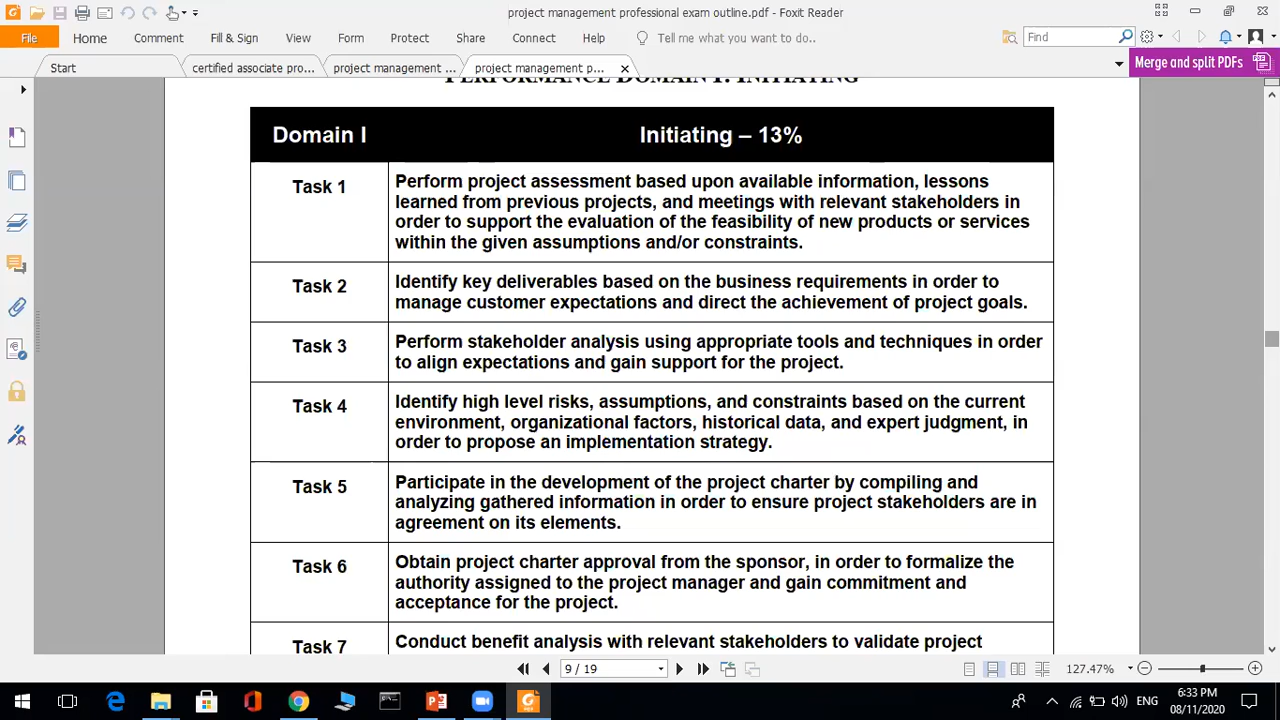 project management professional exam outline.pdf - Foxit Reader
File Home Comment Fill & Sign View Form Protect Share Connect Help Tell me what you want to do.. Find
Start certified associate pro... project management ... project management p... Merge and split PDFs
PERFORMANCE DOMAIN I: INITIATING
Domain I Initiating – 13%
Task 1 Perform project assessment based upon available information, lessons
learned from previous projects, and meetings with relevant stakeholders in
order to support the evaluation of the feasibility of new products or services
within the given assumptions and/or constraints.
Task 2 Identify key deliverables based on the business requirements in order to
manage customer expectations and direct the achievement of project goals.
Task 3 Perform stakeholder analysis using appropriate tools and techniques in order
to align expectations and gain support for the project.
Task 4 Identify high level risks, assumptions, and constraints based on the current
environment, organizational factors, historical data, and expert judgment, in
order to propose an implementation strategy.
Task 5 Participate in the development of the project charter by compiling and
analyzing gathered information in order to ensure project stakeholders are in
agreement on its elements.
Task 6 Obtain project charter approval from the sponsor, in order to formalize the
authority assigned to the project manager and gain commitment and
acceptance for the project.
Task 7 Conduct benefit analysis with relevant stakeholders to validate project
9 / 19 127.47%
ENG 6:33 PM
08/11/2020